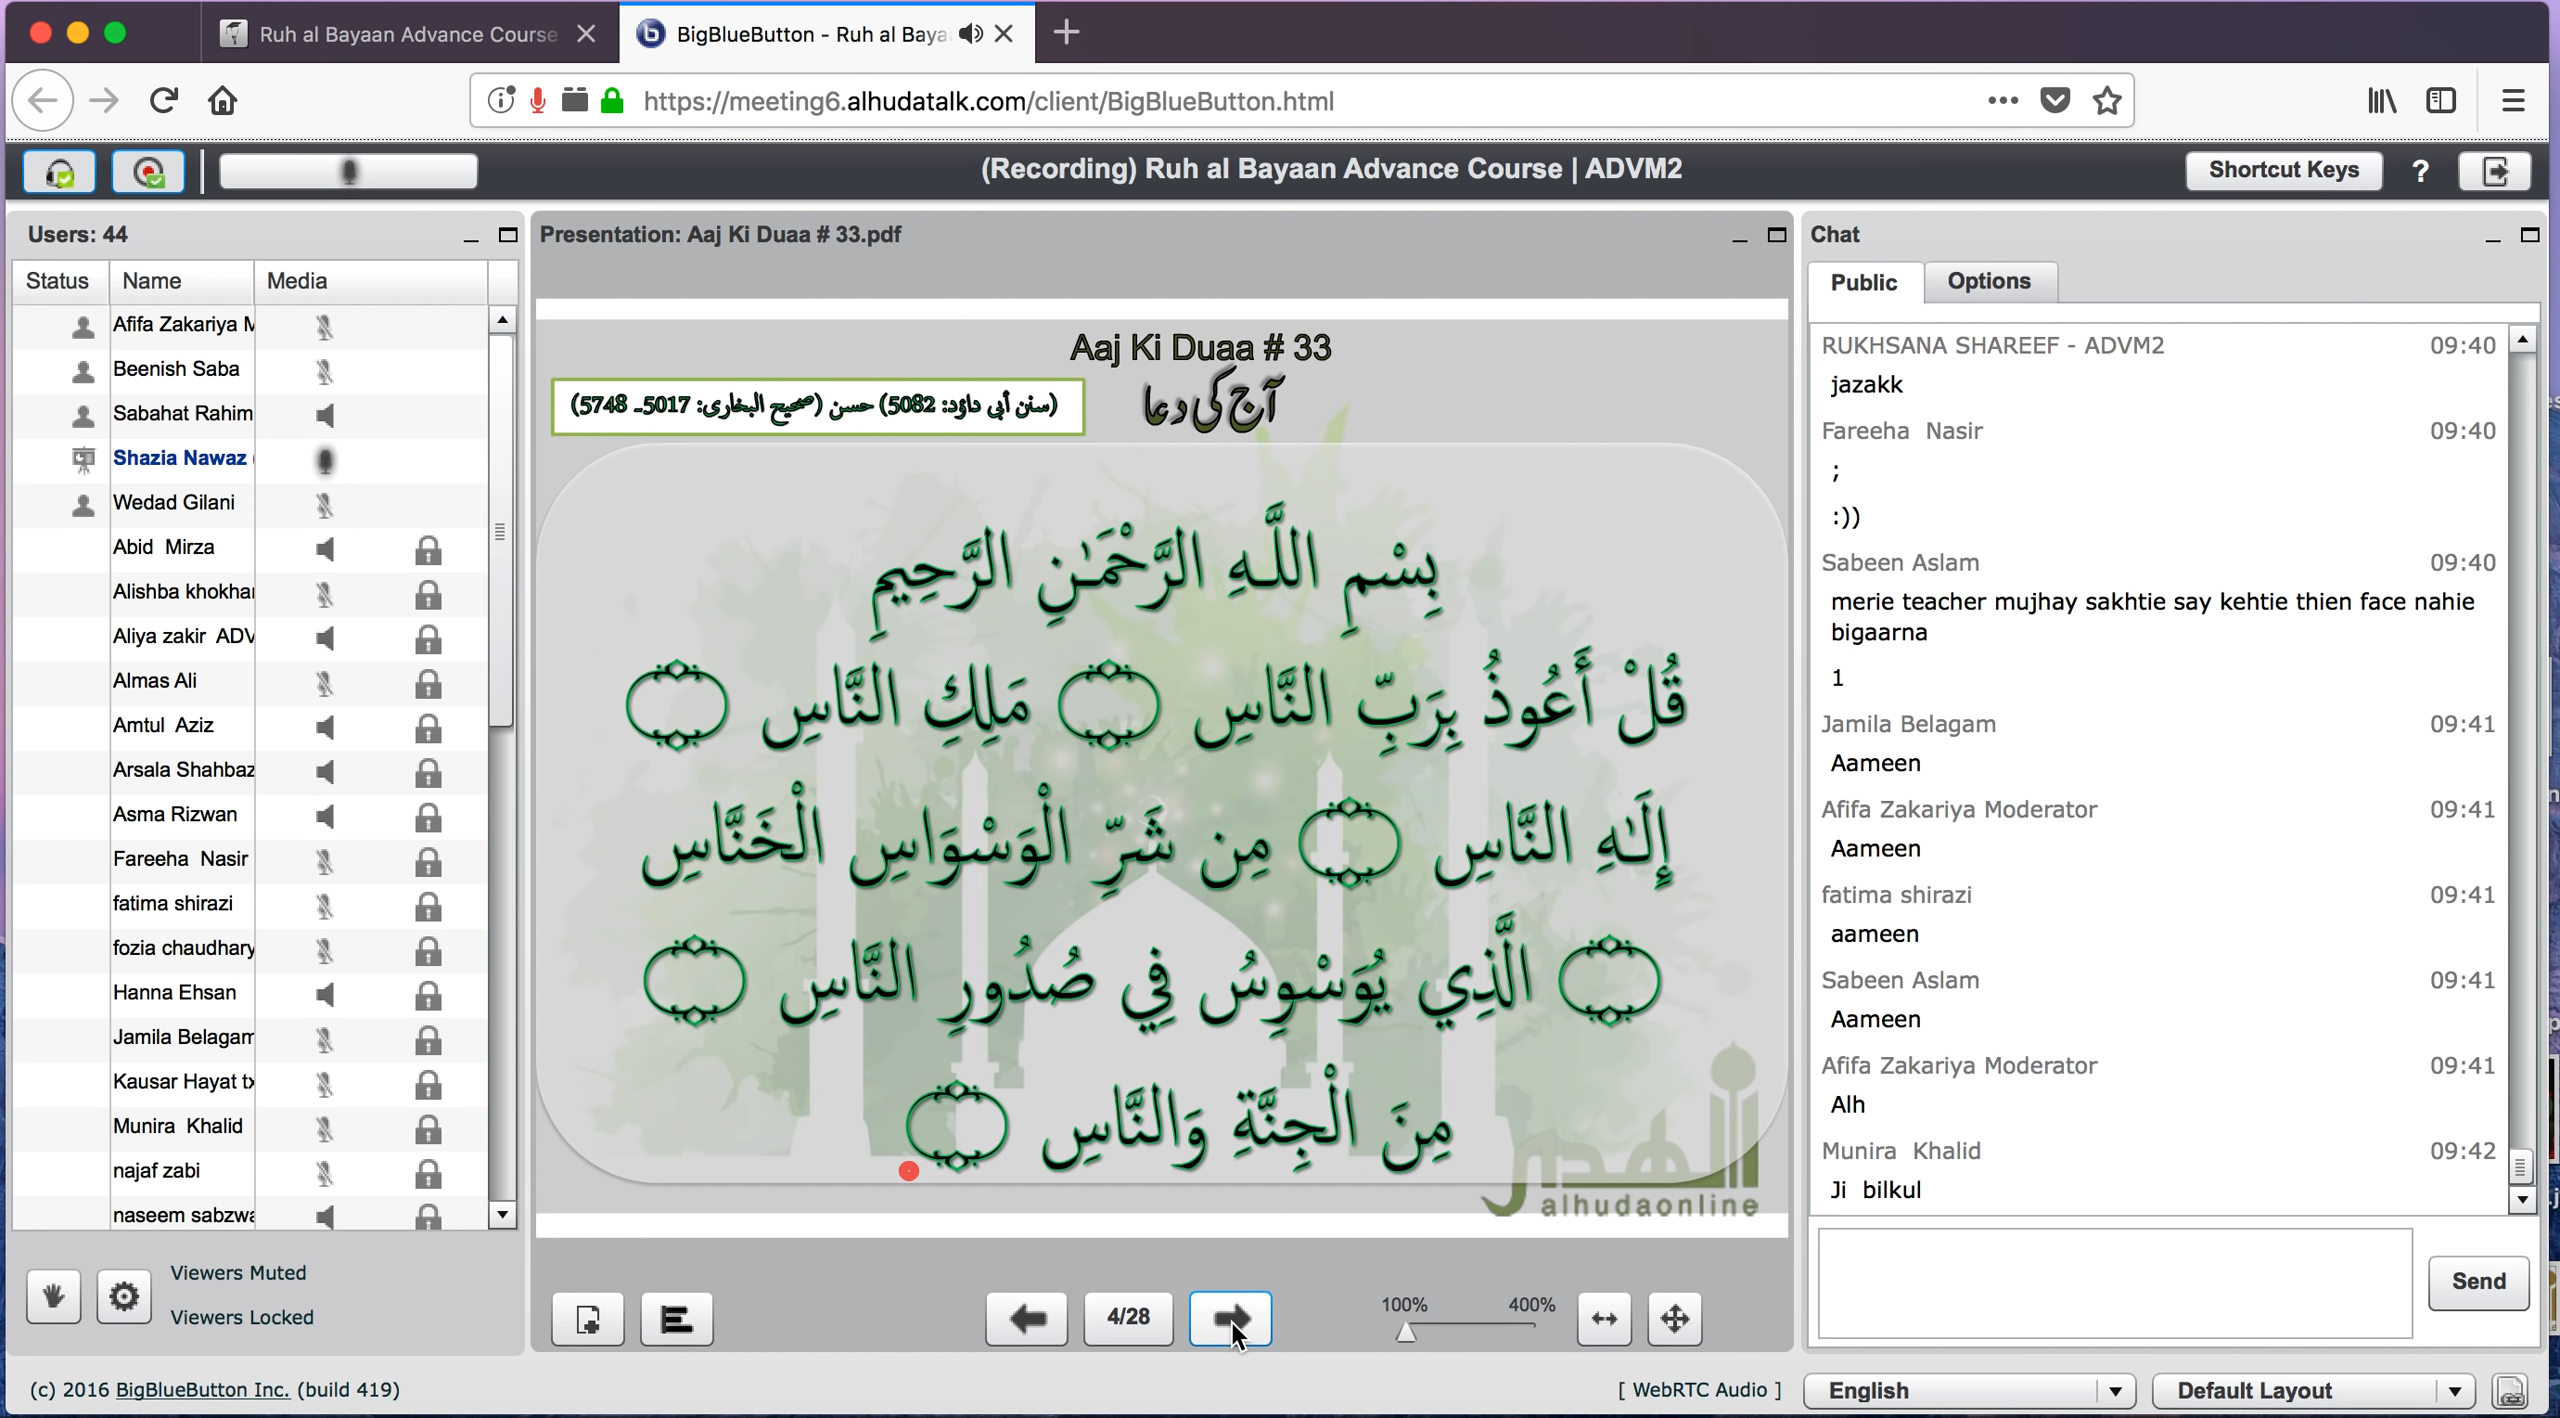 Ruh al Bayaan Advance Course
BigBlueButton - Ruh al Baya
https://meeting6.alhudatalk.com/client/BigBlueButton.html
(Recording) Ruh al Bayaan Advance Course | ADVM2
Shortcut Keys
?
Users: 44
Status Name Media
Afifa Zakariya M
Beenish Saba
Sabahat Rahim
Shazia Nawaz
Wedad Gilani
Abid Mirza
Alishba khokhar
Aliya zakir ADV
Almas Ali
Amtul Aziz
Arsala Shahbaz
Asma Rizwan
Fareeha Nasir
fatima shirazi
fozia chaudhary
Hanna Ehsan
Jamila Belagam
Kausar Hayat tx
Munira Khalid
najaf zabi
naseem sabzwa
Viewers Muted
Viewers Locked
Presentation: Aaj Ki Duaa # 33.pdf
Aaj Ki Duaa # 33
آج کی دعا
(سنن أبي داؤد: 5082) حسن (صحيح البخاری: 5017۔ 5748)
بِسْمِ اللَّـهِ الرَّحْمَـٰنِ الرَّحِيمِ
قُلْ أَعُوذُ بِرَبِّ النَّاسِ مَلِكِ النَّاسِ
إِلَـٰهِ النَّاسِ مِن شَرِّ الْوَسْوَاسِ الْخَنَّاسِ
الَّذِي يُوَسْوِسُ فِي صُدُورِ النَّاسِ
مِنَ الْجِنَّةِ وَالنَّاسِ
الهدى
alhudaonline
4/28
100% 400%
Chat
Public Options
RUKHSANA SHAREEF - ADVM2 09:40
jazakk
Fareeha Nasir 09:40
;
:))
Sabeen Aslam 09:40
merie teacher mujhay sakhtie say kehtie thien face nahie
bigaarna
1
Jamila Belagam 09:41
Aameen
Afifa Zakariya Moderator 09:41
Aameen
fatima shirazi 09:41
aameen
Sabeen Aslam 09:41
Aameen
Afifa Zakariya Moderator 09:41
Alh
Munira Khalid 09:42
Ji bilkul
Send
(c) 2016 BigBlueButton Inc. (build 419)
[ WebRTC Audio ]
English
Default Layout